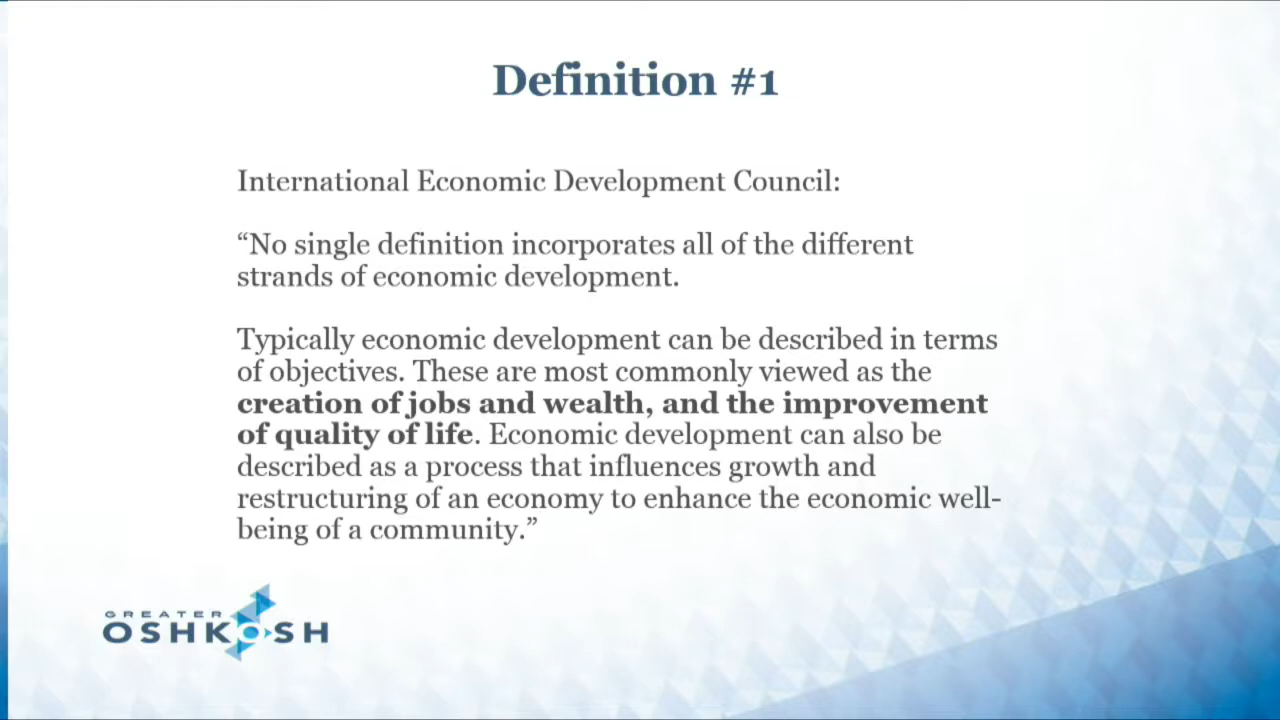 Definition #1
International Economic Development Council:
“No single definition incorporates all of the different
strands of economic development.
Typically economic development can be described in terms
of objectives. These are most commonly viewed as the
creation of jobs and wealth, and the improvement
of quality of life. Economic development can also be
described as a process that influences growth and
restructuring of an economy to enhance the economic well-
being of a community.”
GREATER
OSHKOSH